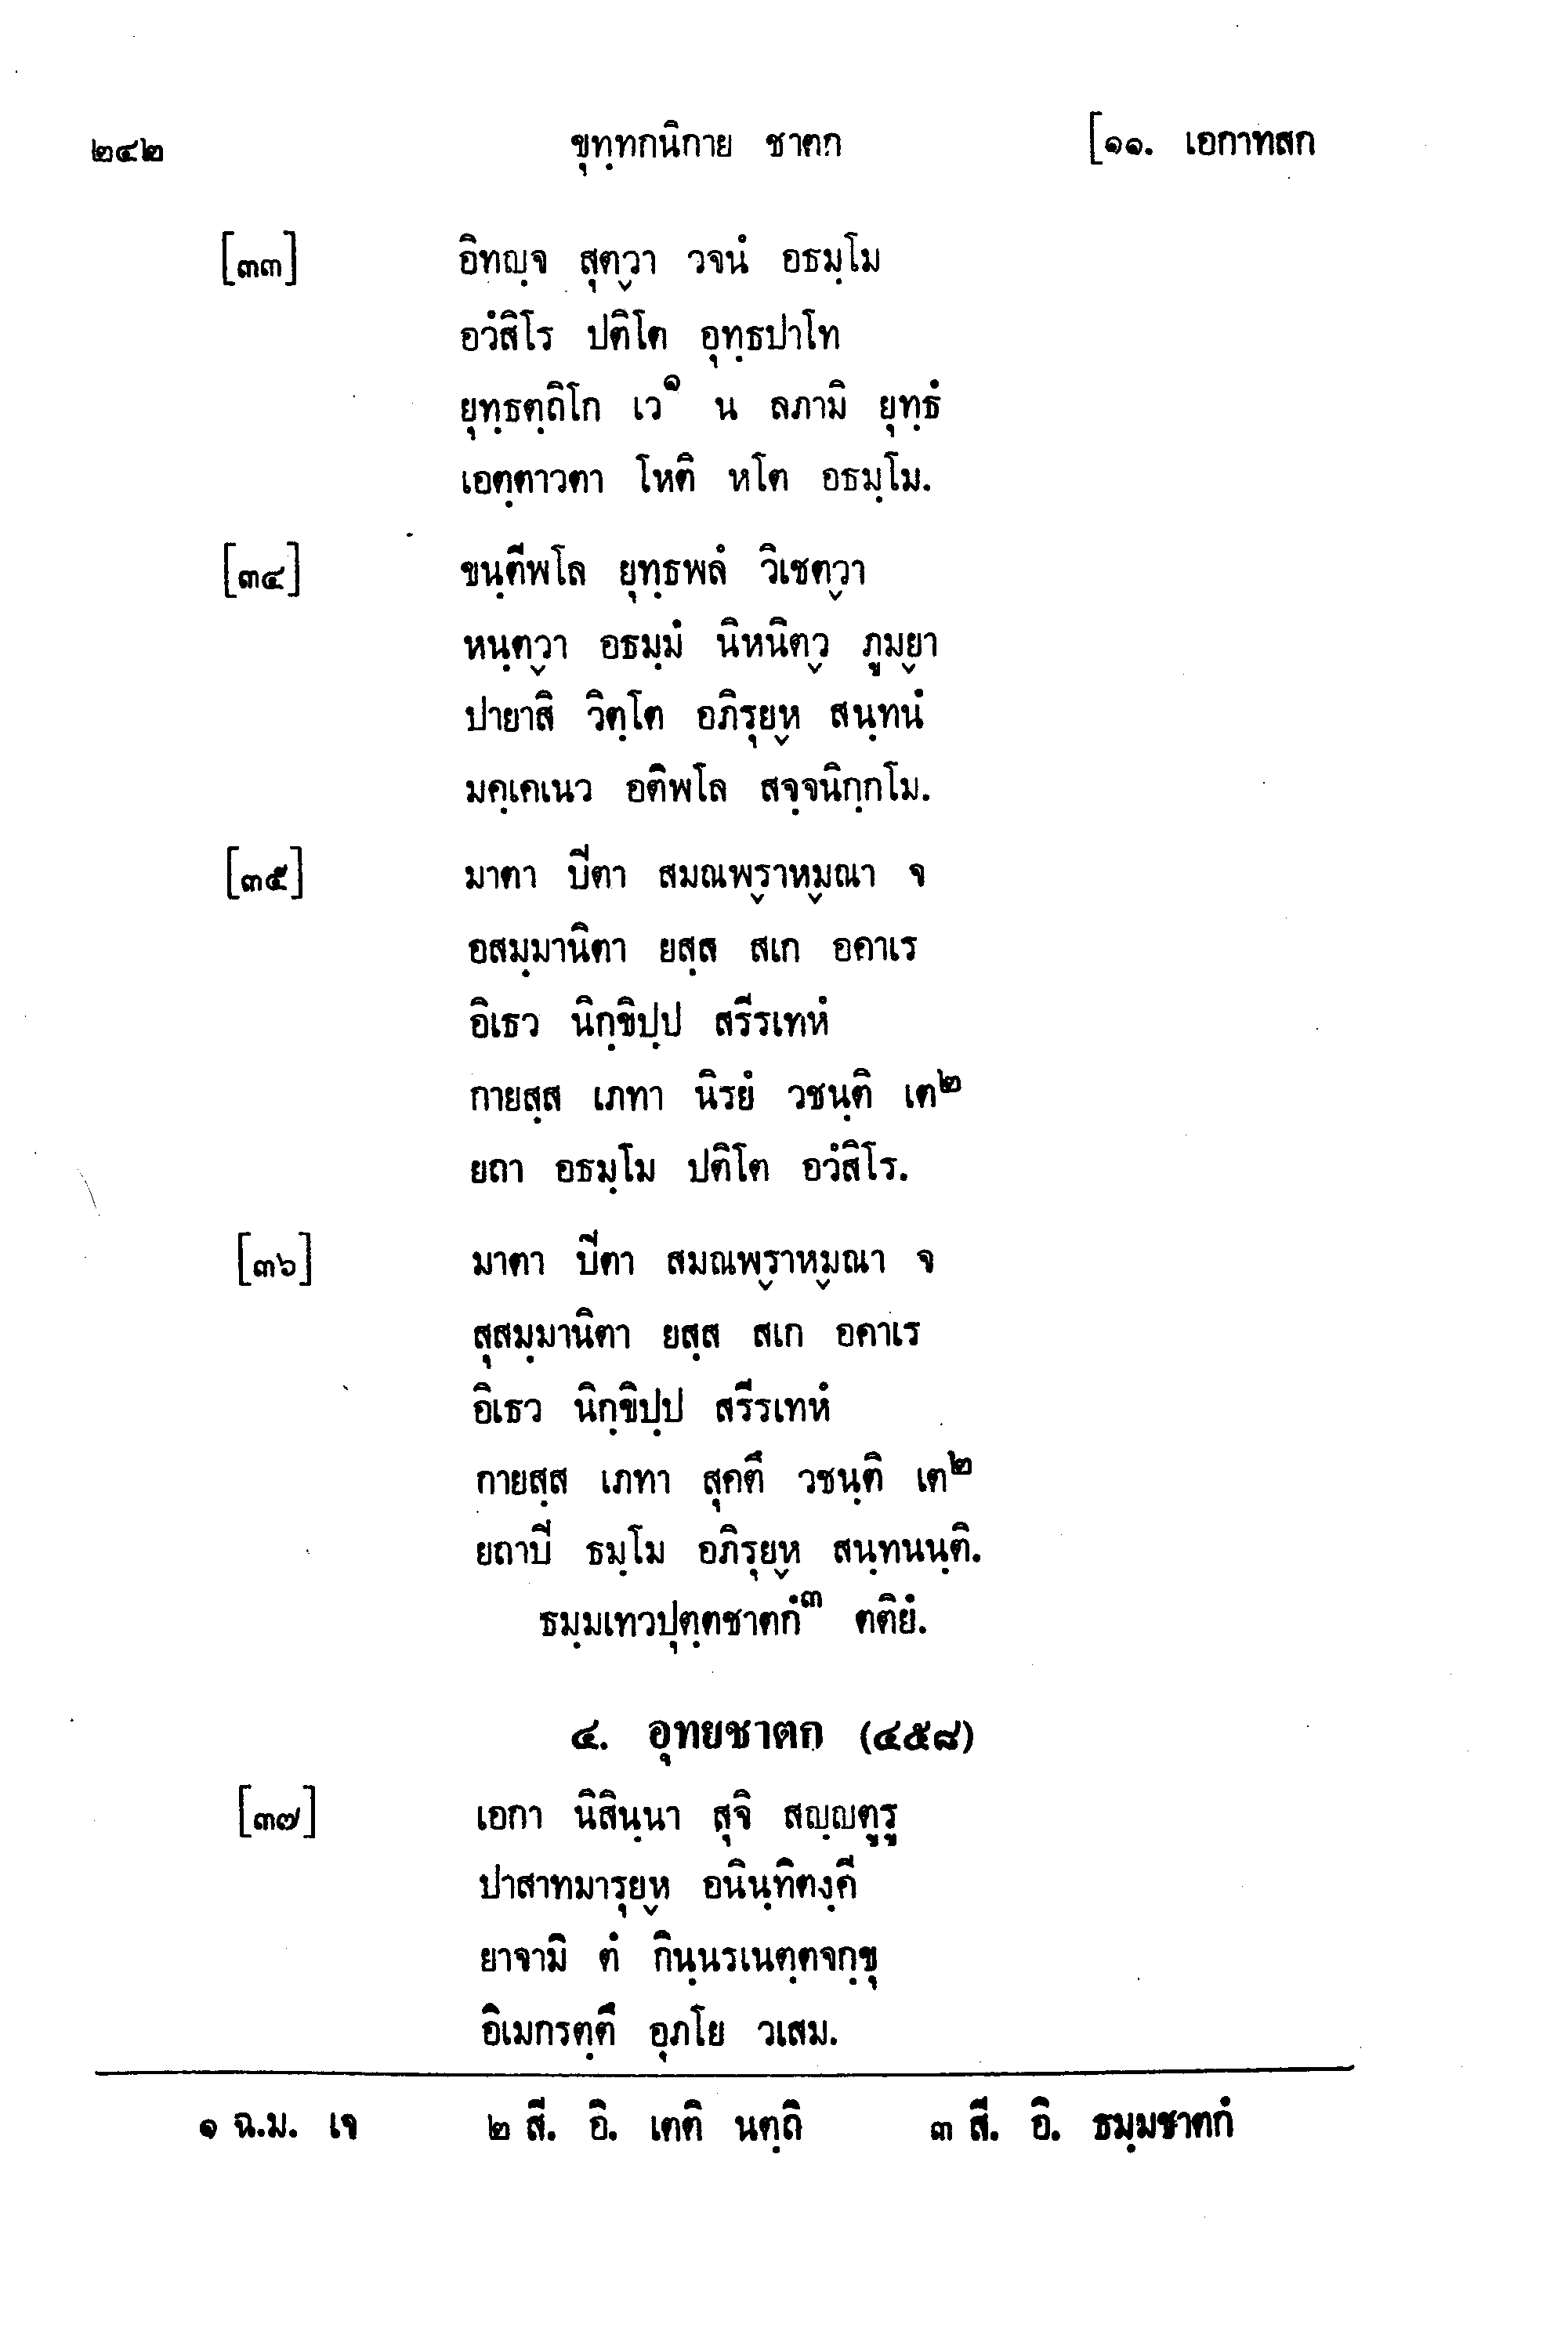 ๒๔๒ ขุทฺทกนิกาย ชาตก [๑๑. เอกาทสก
[๓๓] อิทญฺจ สุตฺวา วจนํ อธมฺโม
อวํสิโร ปติโต อุทฺธปาโท
ยุทฺธตฺถิโก เว๑ น ลภามิ ยุทฺธํ
เอตฺตาวตา โหติ หโต อธมฺโม.
[๓๔] ขนฺตีพโล ยุทฺธพลํ วิเชตฺวา
หนฺตฺวา อธมฺมํ นิหนิตฺว ภูมฺยา
ปายาสิ วิตฺโต อภิรุยฺห สนฺทนํ
มคฺเคเนว อติพโล สจฺจนิกฺกโม.
[๓๕] มาตา ปีตา สมณพฺราหฺมณา จ
อสมฺมานิตา ยสฺส สเก อคาเร
อิเธว นิกฺขิปฺป สรีรเทหํ
กายสฺส เภทา นิรยํ วชนฺติ เต๒
ยถา อธมฺโม ปติโต อวํสิโร.
[๓๖] มาตา ปีตา สมณพฺราหฺมณา จ
สุสมฺมานิตา ยสฺส สเก อคาเร
อิเธว นิกฺขิปฺป สรีรเทหํ
กายสฺส เภทา สุคตึ วชนฺติ เต๒
ยถาปี ธมฺโม อภิรุยฺห สนฺทนนฺติ.
ธมฺมเทวปุตฺตชาตกํ๓ ตติยํ.
๔. อุทยชาตก (๔๕๘)
[๓๗] เอกา นิสินฺนา สุจิ สญฺญตูรู
ปาสาทมารุยฺห อนินฺทิตงฺคี
ยาจามิ ตํ กินฺนรเนตฺตจกฺขุ
อิเมกรตฺตึ อุภโย วเสม.
๑ ฉ.ม. เจ ๒ สี. อิ. เตติ นตฺถิ ๓ สี. อิ. ธมฺมชาตกํ